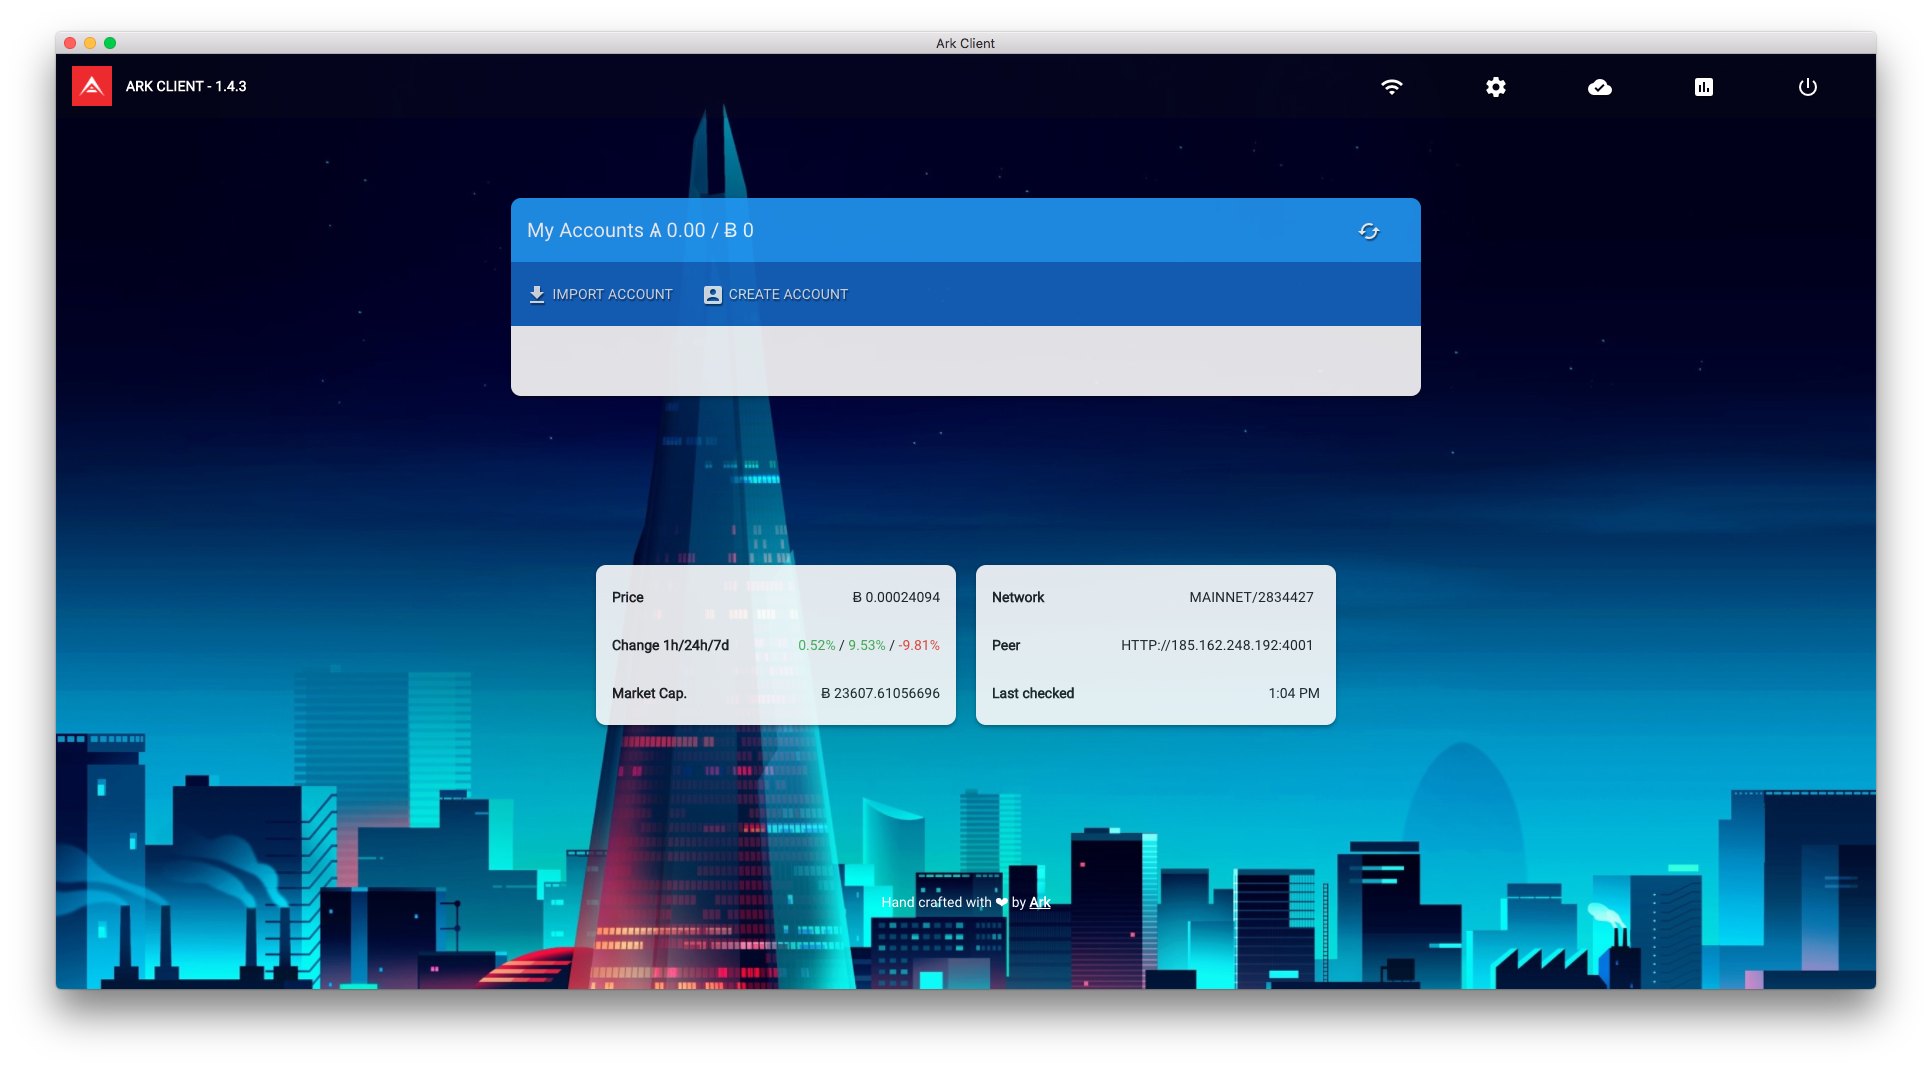 Ark Client
ARK CLIENT - 1.4.3
My Accounts Ѧ 0.00 / Ƀ 0
IMPORT ACCOUNT CREATE ACCOUNT
Price Ƀ 0.00024094
Change 1h/24h/7d 0.52% / 9.53% / -9.81%
Market Cap. Ƀ 23607.61056696
Network MAINNET/2834427
Peer HTTP://185.162.248.192:4001
Last checked 1:04 PM
Hand crafted with ❤ by Ark